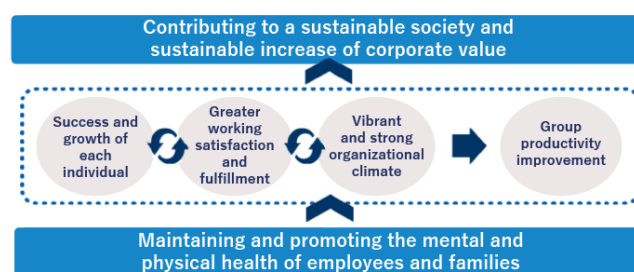 Contributing to a sustainable society and
sustainable increase of corporate value
Success and
growth of
each
individual
Greater
working
satisfaction
and
fulfillment
Vibrant
and strong
organizational
climate
Group
productivity
improvement
Maintaining and promoting the mental and
physical health of employees and families